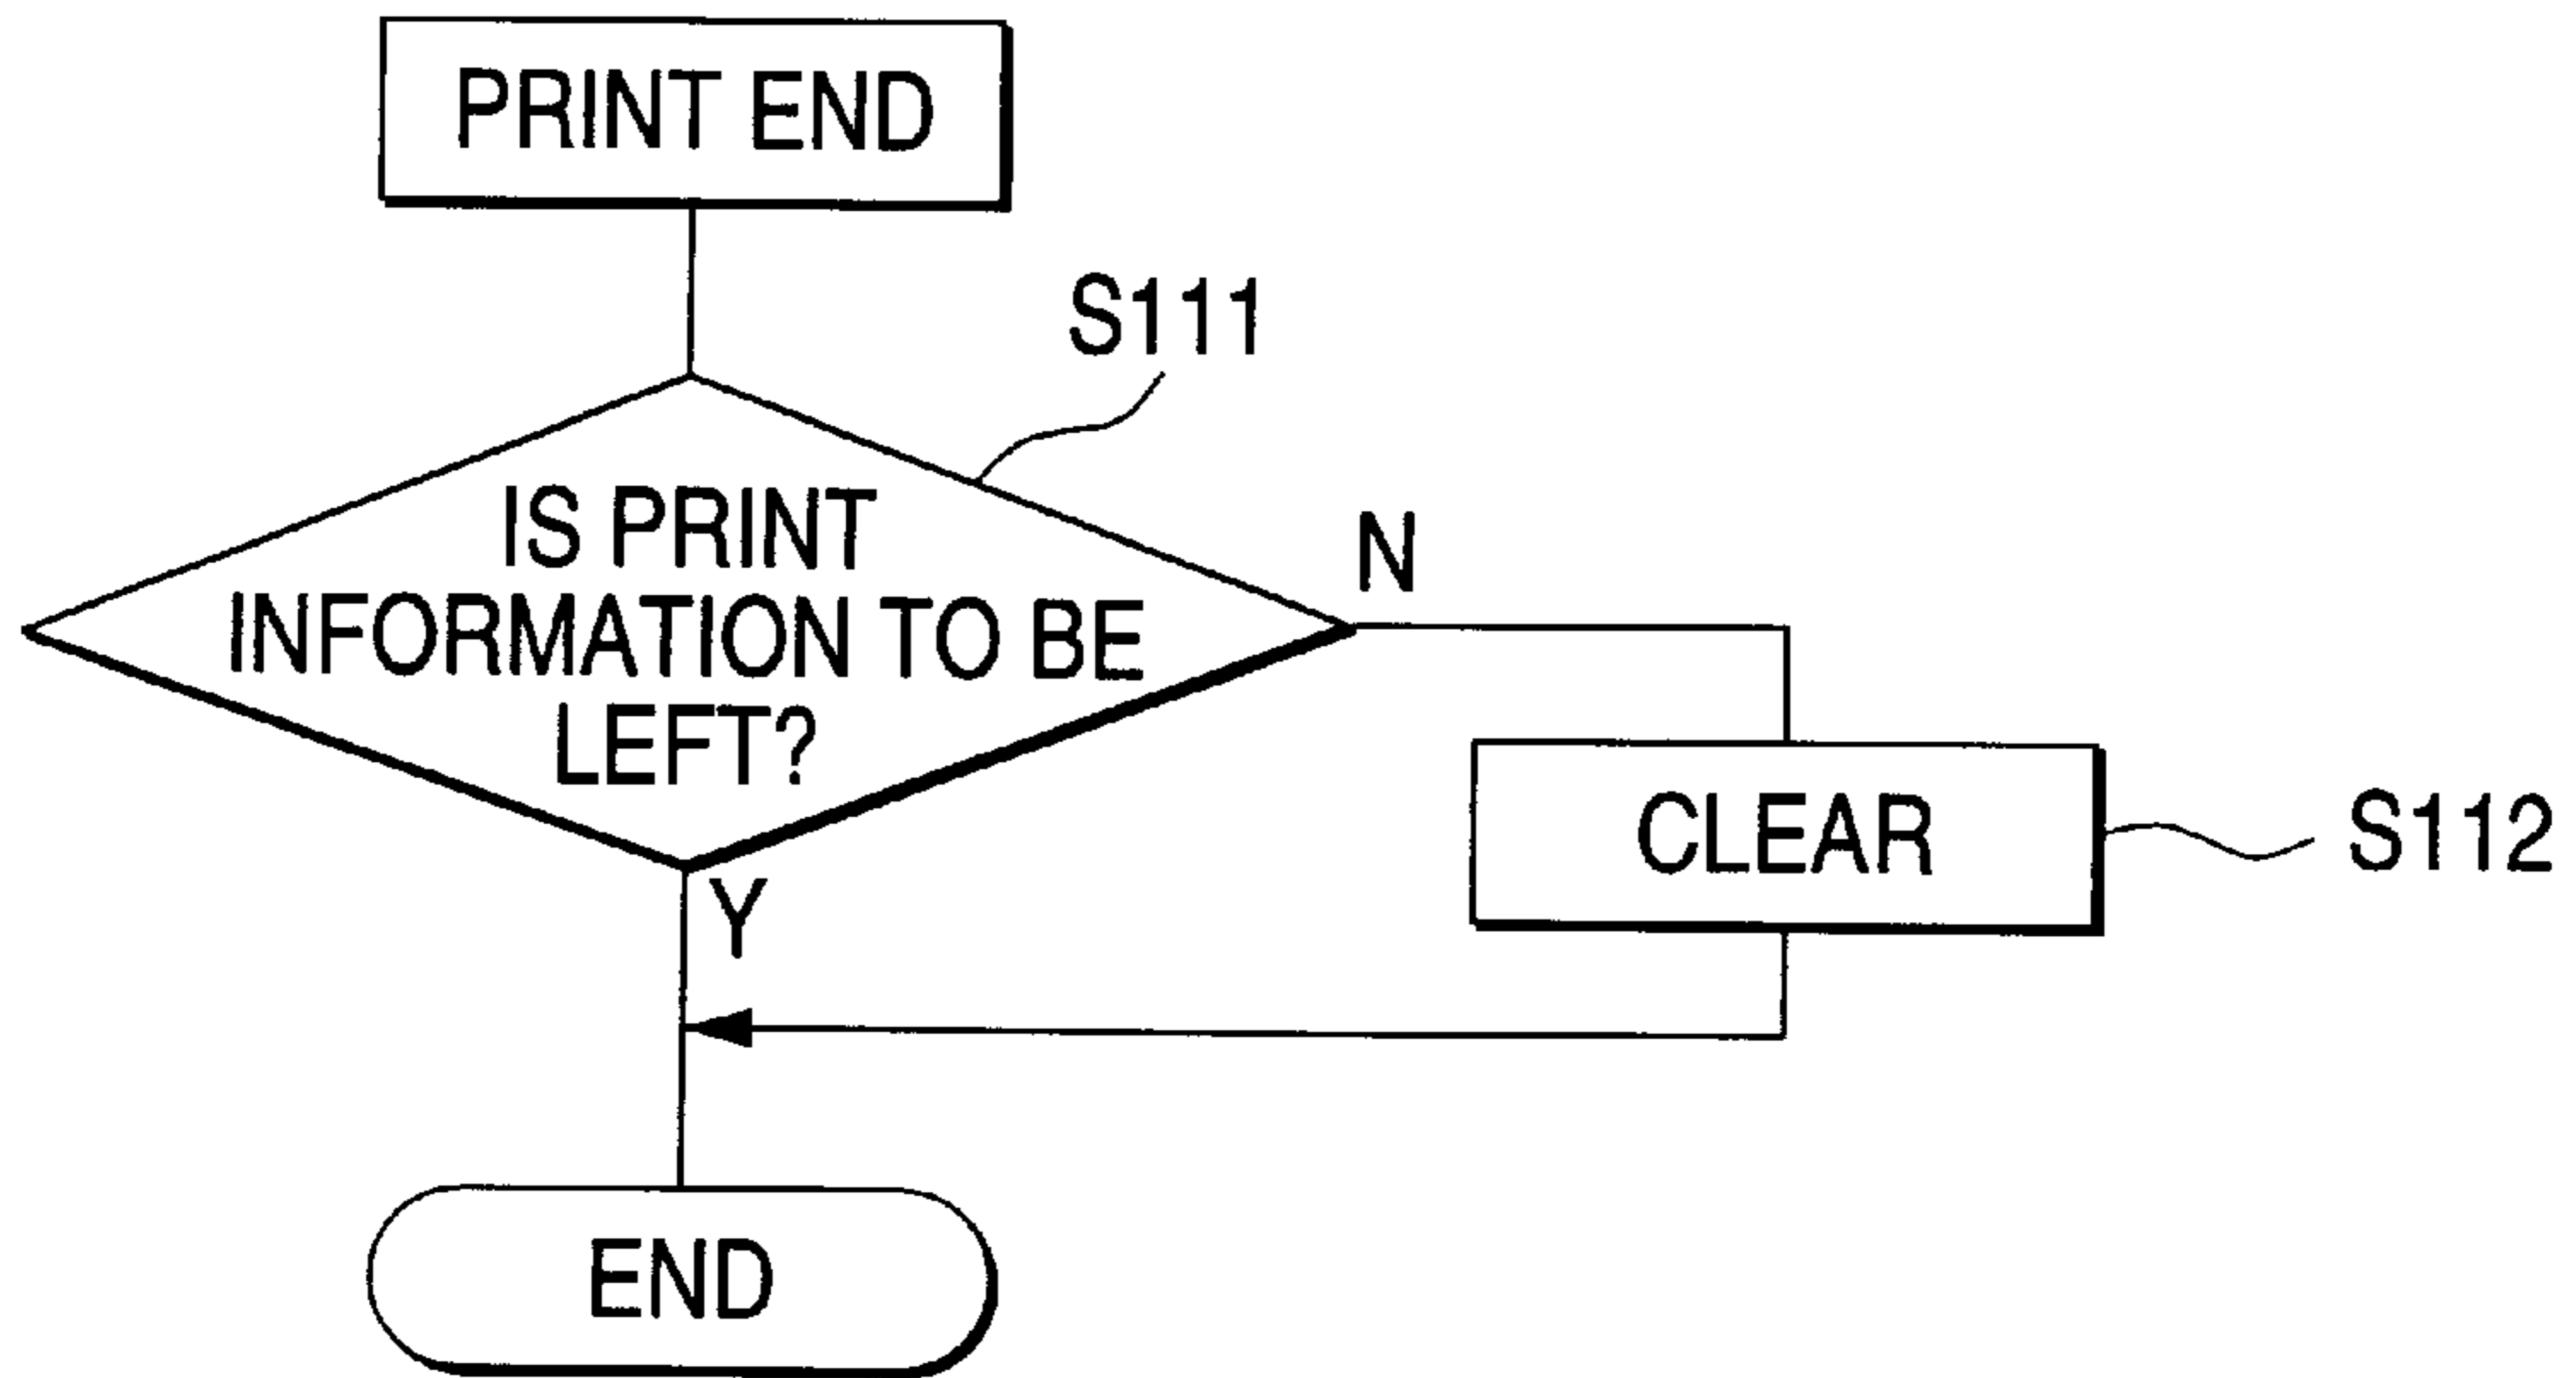 PRINT END
S111
IS PRINT
INFORMATION TO BE
LEFT?
N
CLEAR
S112
Y
END